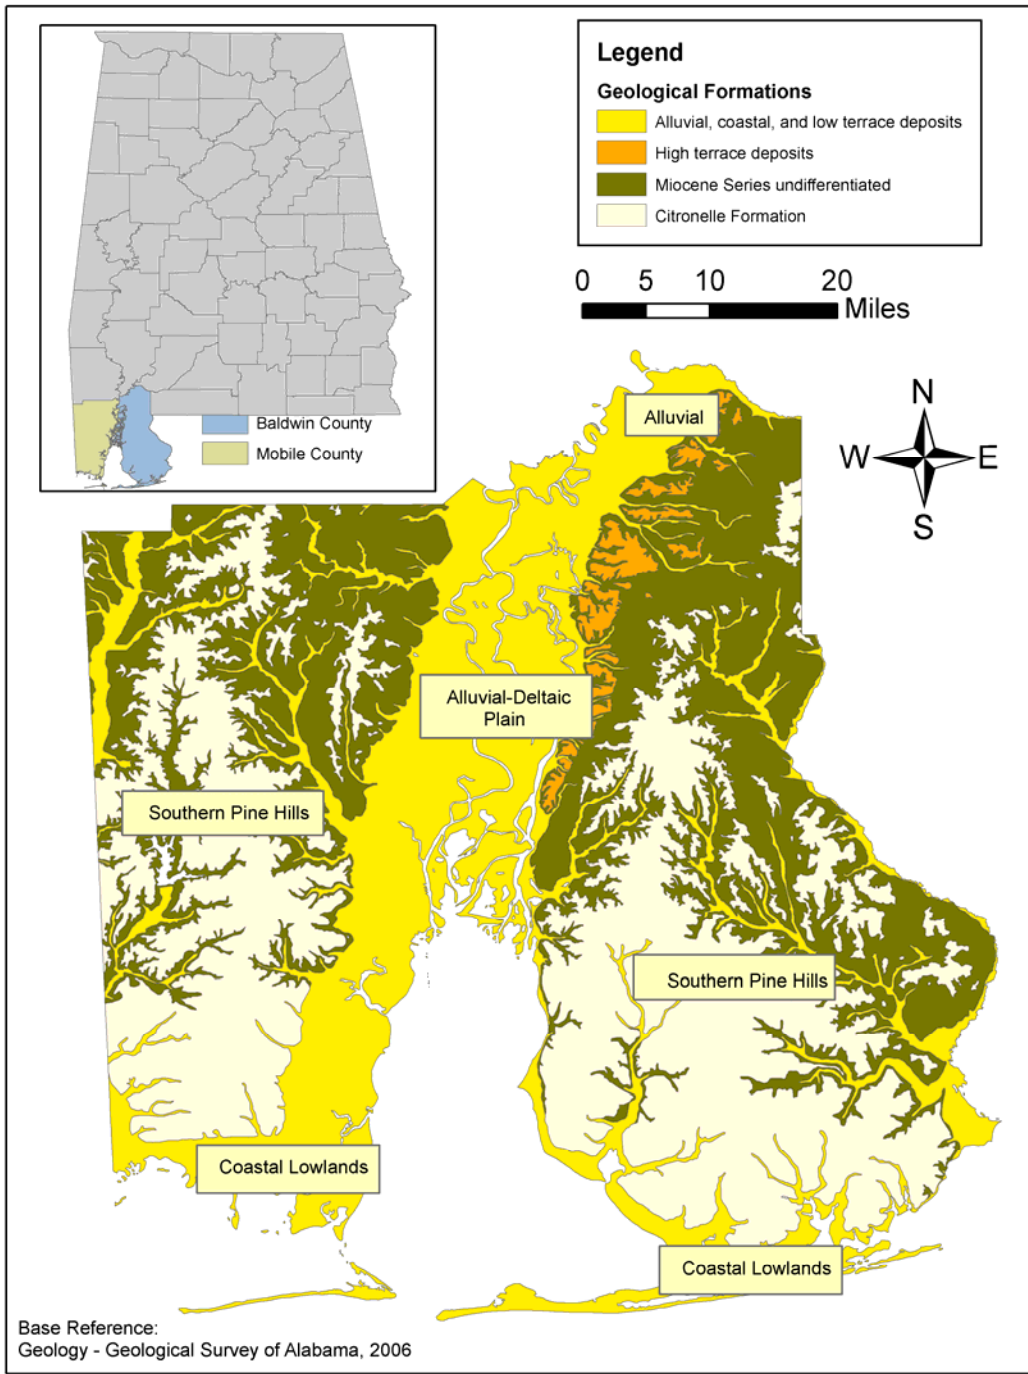 Legend
Geological Formations
Alluvial, coastal, and low terrace deposits
High terrace deposits
Miocene Series undifferentiated
Citronelle Formation
0 5 10 20
Miles
Baldwin County
Mobile County
N
W E
S
Alluvial
Alluvial-Deltaic
Plain
Southern Pine Hills
Southern Pine Hills
Coastal Lowlands
Coastal Lowlands
Base Reference:
Geology - Geological Survey of Alabama, 2006